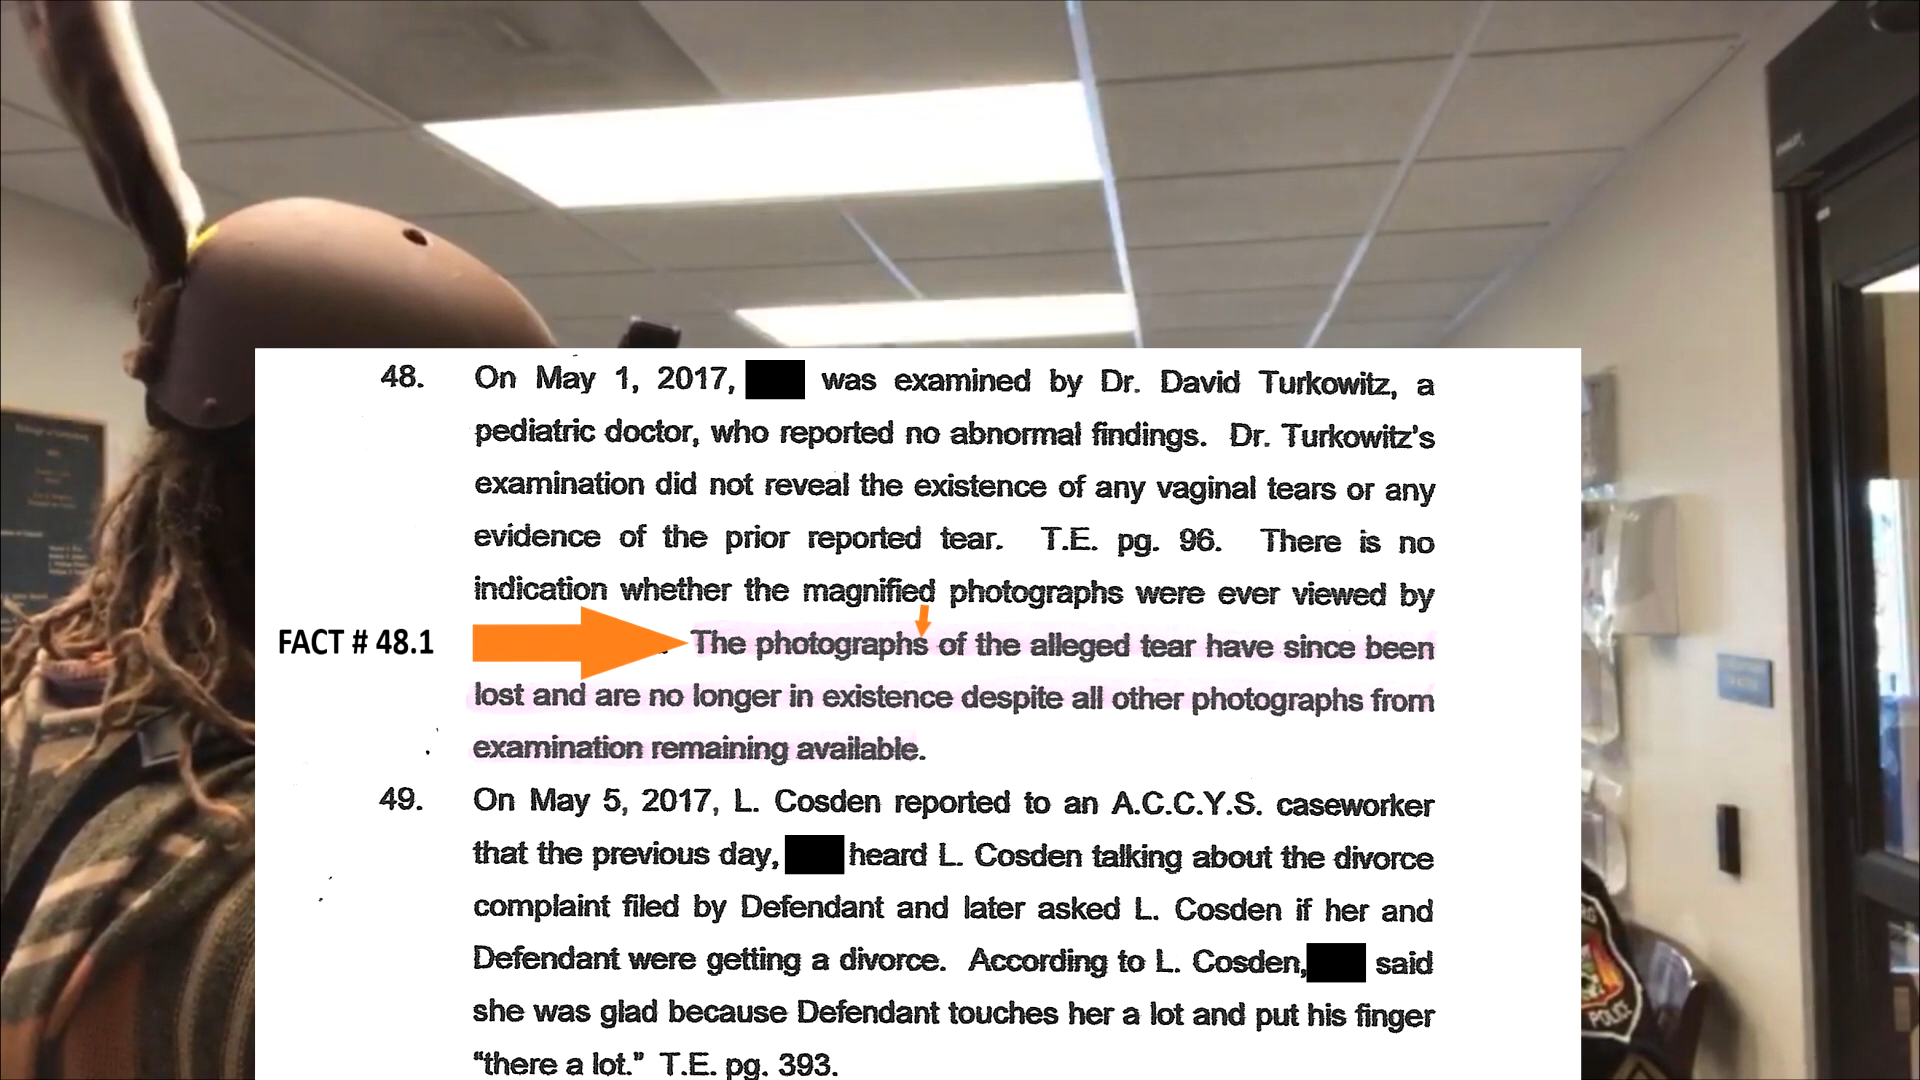 48. On May 1, 2017, was examined by Dr. David Turkowitz, a
pediatric doctor, who reported no abnormal findings. Dr. Turkowitz's
examination did not reveal the existence of any vaginal tears or any
evidence of the prior reported tear. T.E. pg. 96. There is no
indication whether the magnified photographs were ever viewed by
FACT # 48.1 The photographs of the alleged tear have since been
lost and are no longer in existence despite all other photographs from
examination remaining available.
49. On May 5, 2017, L. Cosden reported to an A.C.C.Y.S. caseworker
that the previous day, heard L. Cosden talking about the divorce
complaint filed by Defendant and later asked L. Cosden if her and
Defendant were getting a divorce. According to L. Cosden, said
she was glad because Defendant touches her a lot and put his finger
"there a lot." T.E. pg. 393.
POLICE